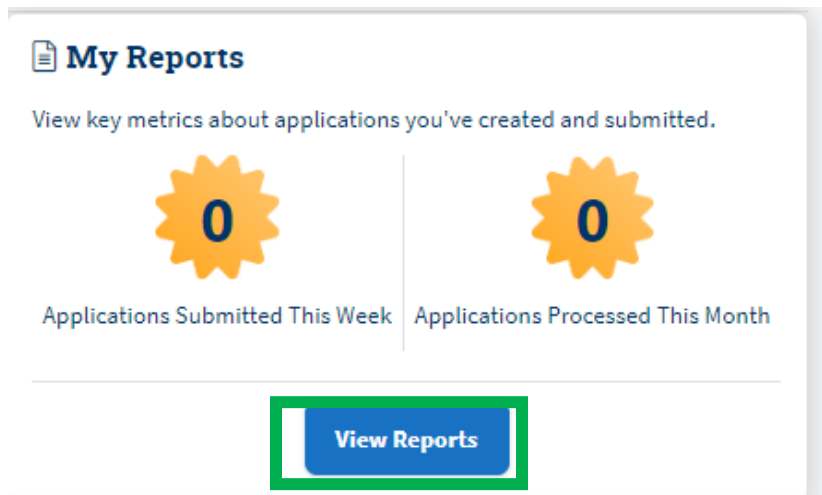 My Reports
View key metrics about applications you've created and submitted.
0
0
Applications Submitted This Week
Applications Processed This Month
View Reports